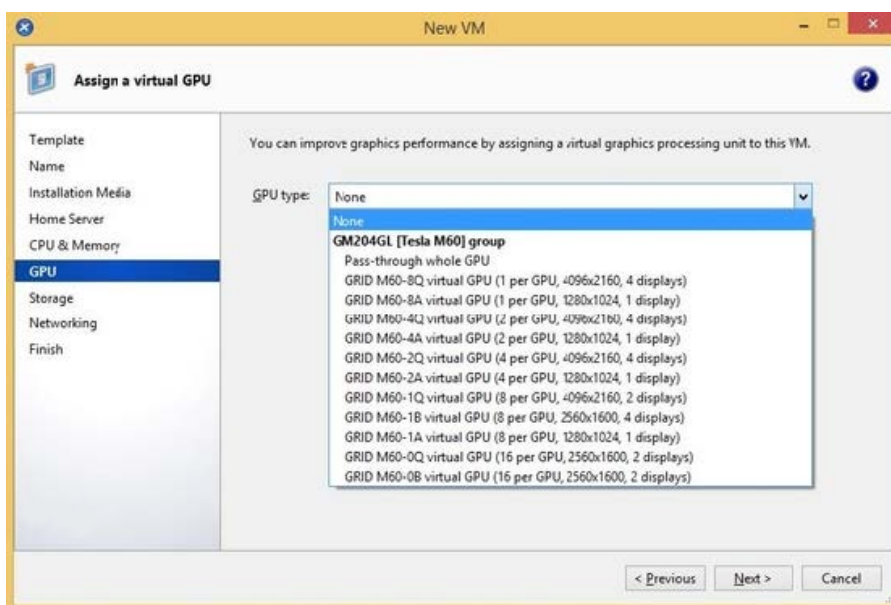 New VM
Assign a virtual GPU
Template
Name
Installation Media
Home Server
CPU & Memory
GPU
Storage
Networking
Finish
You can improve graphics performance by assigning a virtual graphics processing unit to this VM.
GPU type: None
None
GM204GL [Tesla M60] group
Pass-through whole GPU
GRID M60-8Q virtual GPU (1 per GPU, 4096x2160, 4 displays)
GRID M60-8A virtual GPU (1 per GPU, 1280x1024, 1 display)
GRID M60-4Q virtual GPU (2 per GPU, 4096x2160, 4 displays)
GRID M60-4A virtual GPU (2 per GPU, 1280x1024, 1 display)
GRID M60-2Q virtual GPU (4 per GPU, 4096x2160, 4 displays)
GRID M60-2A virtual GPU (4 per GPU, 1280x1024, 1 display)
GRID M60-1Q virtual GPU (8 per GPU, 4096x2160, 2 displays)
GRID M60-1B virtual GPU (8 per GPU, 2560x1600, 4 displays)
GRID M60-1A virtual GPU (8 per GPU, 1280x1024, 1 display)
GRID M60-0Q virtual GPU (16 per GPU, 2560x1600, 2 displays)
GRID M60-0B virtual GPU (16 per GPU, 2560x1600, 2 displays)
< Previous
Next >
Cancel